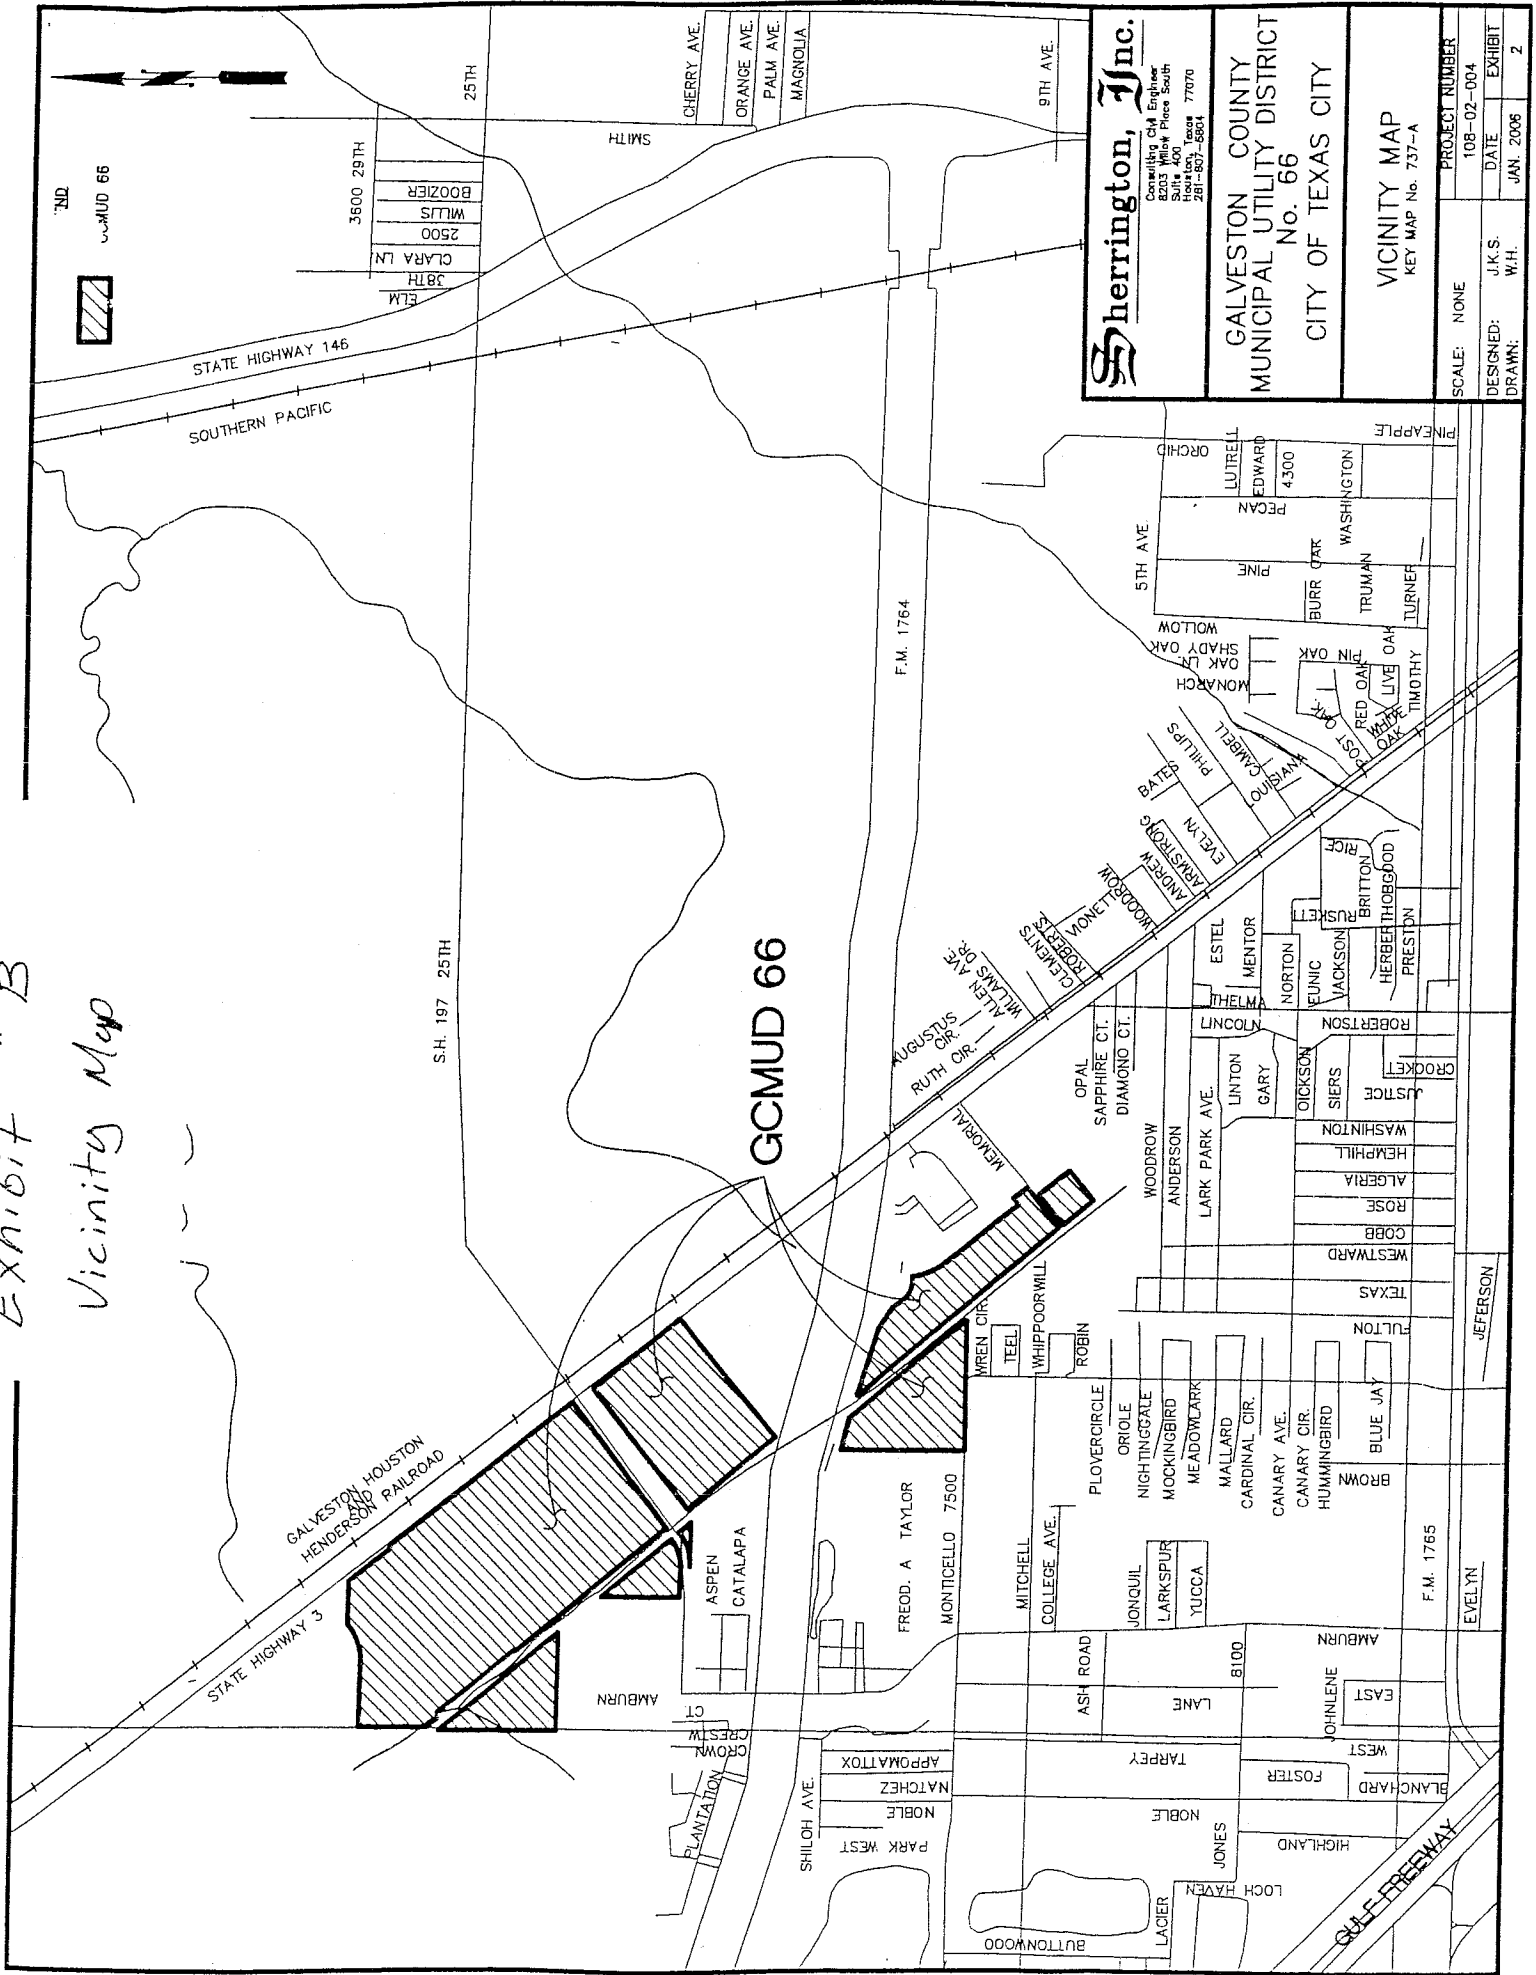 Exhibit " B
Vicinity Map
GCMUD 66
3600 29TH
25TH
BOOZIER
WILLIS
2500
CLARA LN
38TH
ELM
SMITH
CHERRY AVE.
ORANGE AVE.
PALM AVE.
MAGNOLIA
9TH AVE.
STATE HIGHWAY 146
SOUTHERN PACIFIC
S.H. 197 25TH
F.M. 1764
GCMUD 66
GALVESTON HOUSTON
AND
HENDERSON RAILROAD
STATE HIGHWAY 3
AMBURN
ASPEN
CATALAPA
CT
CRESTW
CROWN
PLANTATION
SHILOH AVE.
APPOMATTOX
NATCHEZ
NOBLE
PARK WEST
FREOD. A TAYLOR
MONTICELLO 7500
MITCHELL
COLLEGE AVE.
ASH ROAD
LANE
8100
TARPEY
FOSTER
NOBLE
JONES
HIGHLAND
LOCH HAVEN
LACIER
BUTTONWOOD
JOHNLENE
EAST
WEST
BLANCHARD
AMBURN
GULF FREEWAY
F.M. 1765
EVELYN
JEFERSON
JONQUIL
LARKSPUR
YUCCA
PLOVERCIRCLE
ORIOLE
NIGHTINGGALE
MOCKINGBIRD
MEADOWLARK
MALLARD
CARDINAL CIR.
CANARY AVE.
CANARY CIR.
HUMMINGBIRD
BLUE JAY
BROWN
WREN CIR.
TEEL
WHIPPOORWILL
ROBIN
FULTON
TEXAS
WESTWARD
COBB
ROSE
ALGERIA
HEMPHILL
WASHINTON
JUSTICE
CROCKET
MEMORIAL
RUTH CIR.
AUGUSTUS
CIR.
ALLEN AVE.
WILLAMS DR.
CLEMENTS
ROBERTS
VIONETT
WOODROW
ANDREW
ARMSTRONG
EVELYN
BATES
PHILLIPS
CAMBELL
LOUISIANA
OPAL
SAPPHIRE CT.
DIAMOND CT.
WOODROW
ANDERSON
LARK PARK AVE.
LINTON
GARY
DICKSON
SIERS
LINCOLN
ROBERTSON
THELMA
ESTEL
MENTOR
NORTON
EUNIC
JACKSON
RUSKETT
BRITTON
RICE
HERBERTHOBGOOD
PRESTON
MONARCH
OAK LN.
SHADY OAK
WOLLOW
POST OAK
RED OAK
WHITE
OAK
PIN OAK
LIVE OAK
TIMOTHY
5TH AVE.
PINE
PECAN
ORCHID
LUTRELL
EDWARD
4300
WASHINGTON
BURR OAK
TRUMAN
TURNER
PINEAPPLE
Sherrington, Inc.
Consulting Civil Engineer
8203 Willow Place South
Suite 400
Houston, Texas 77070
281-807-6804
GALVESTON COUNTY
MUNICIPAL UTILITY DISTRICT
No. 66
CITY OF TEXAS CITY
VICINITY MAP
KEY MAP No. 737-A
SCALE: NONE
PROJECT NUMBER
108-02-004
DESIGNED: J.K.S.
DRAWN: W.H.
DATE
JAN. 2006
EXHIBIT
2